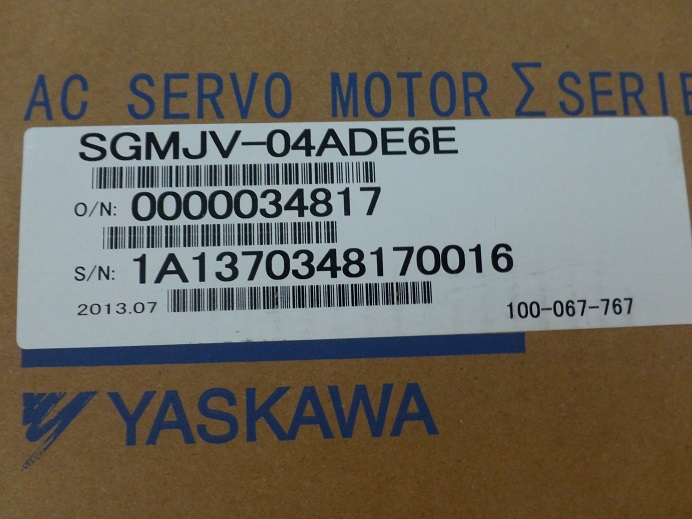 AC SERVO MOTOR Σ SERIE
SGMJV-04ADE6E
O/N: 0000034817
S/N: 1A1370348170016
2013.07
100-067-767
YASKAWA